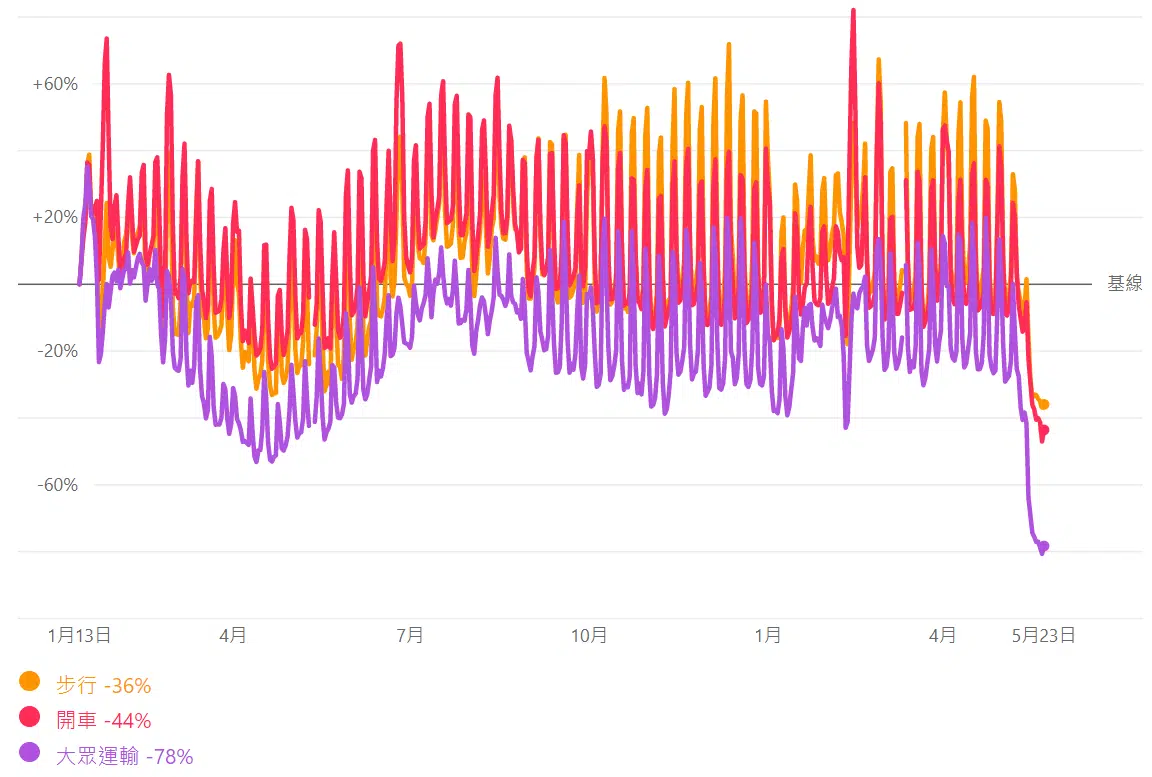 +60%
+20%
基線
-20%
-60%
1月13日 4月 7月 10月 1月 4月 5月23日
步行 -36%
開車 -44%
大眾運輸 -78%